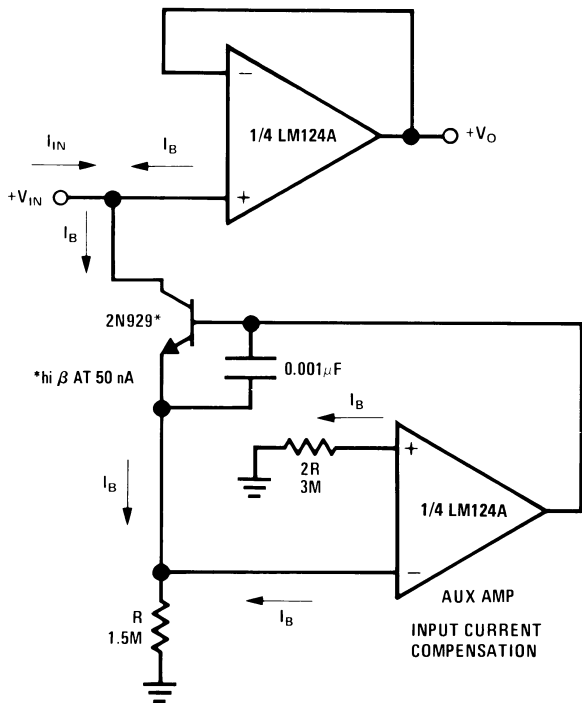 −
1/4 LM124A
+V_O
I_IN
I_B
+V_IN
+
I_B
2N929*
*hi β AT 50 nA
0.001μF
I_B
+
2R
3M
1/4 LM124A
I_B
−
AUX AMP
I_B
R
1.5M
INPUT CURRENT
COMPENSATION